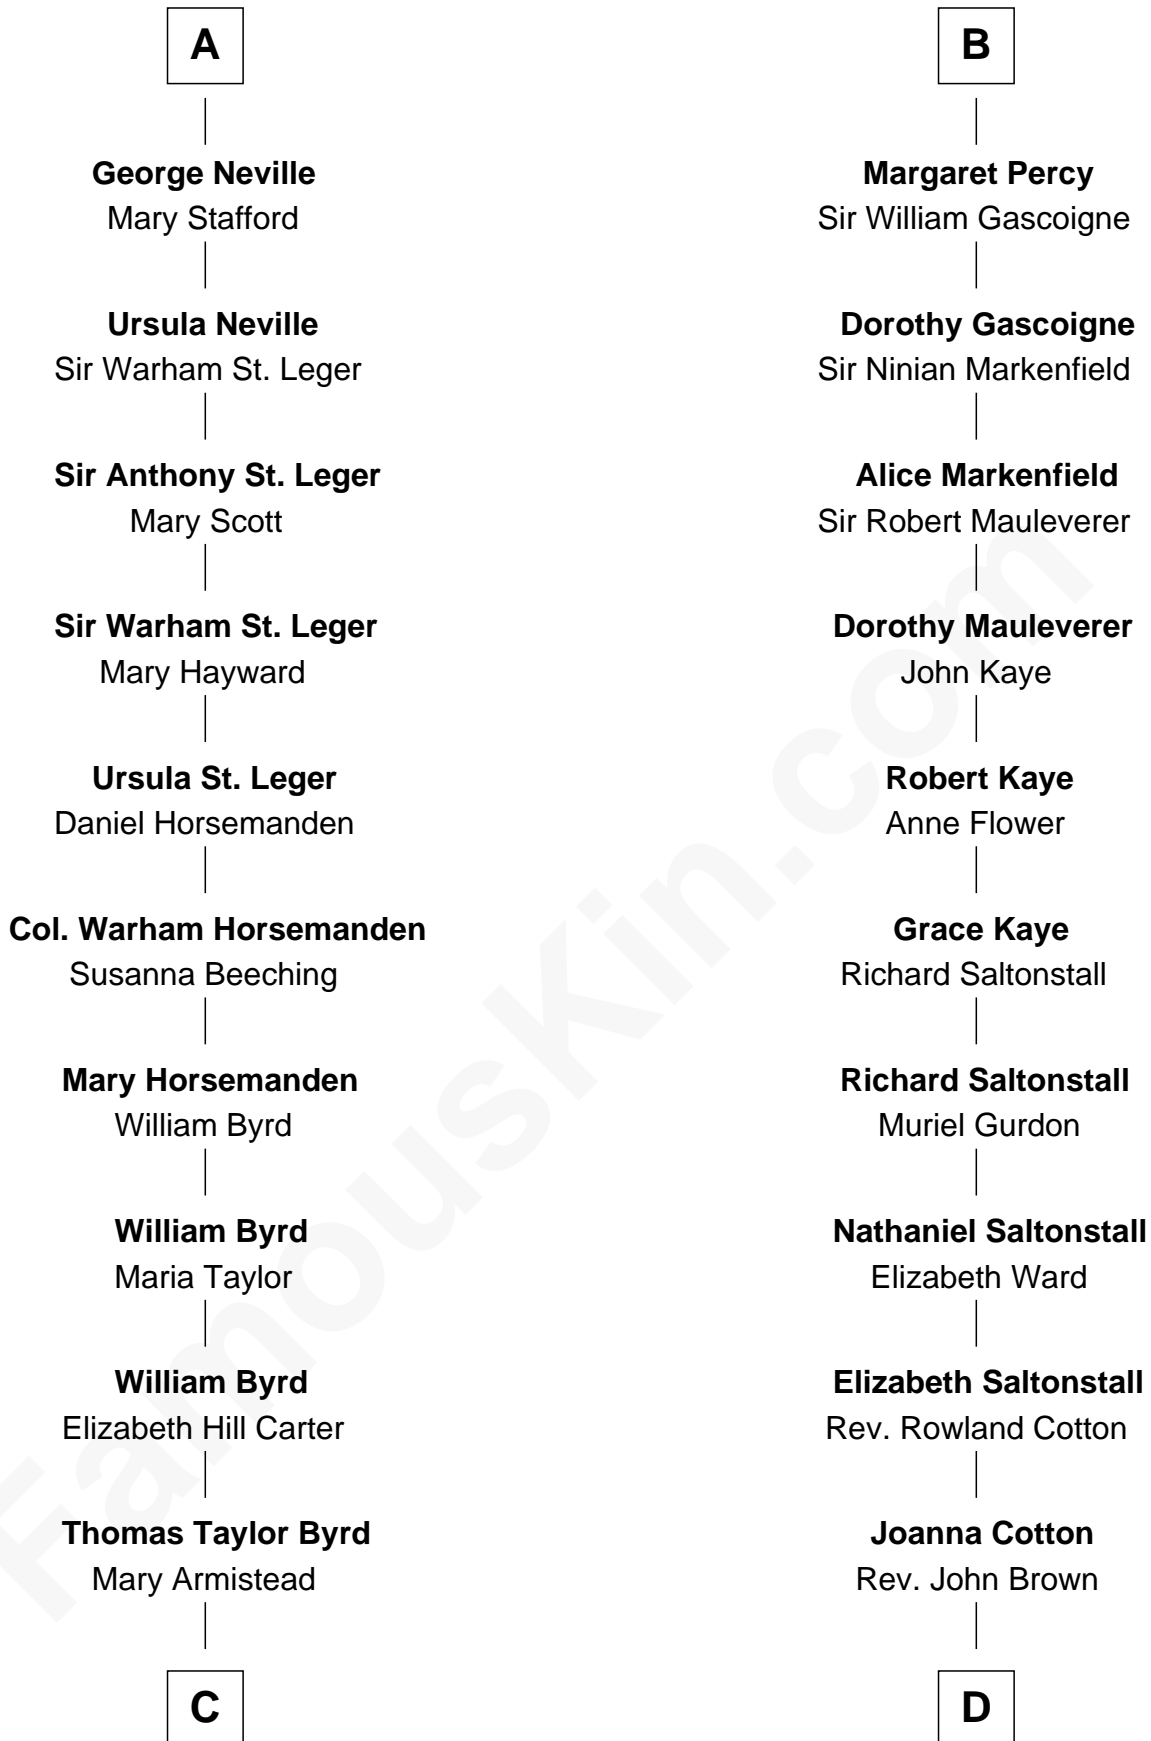 A
George Neville
Mary Stafford
Ursula Neville
Sir Warham St. Leger
Sir Anthony St. Leger
Mary Scott
Sir Warham St. Leger
Mary Hayward
Ursula St. Leger
Daniel Horsemanden
Col. Warham Horsemanden
Susanna Beeching
Mary Horsemanden
William Byrd
William Byrd
Maria Taylor
William Byrd
Elizabeth Hill Carter
Thomas Taylor Byrd
Mary Armistead
C
B
Margaret Percy
Sir William Gascoigne
Dorothy Gascoigne
Sir Ninian Markenfield
Alice Markenfield
Sir Robert Mauleverer
Dorothy Mauleverer
John Kaye
Robert Kaye
Anne Flower
Grace Kaye
Richard Saltonstall
Richard Saltonstall
Muriel Gurdon
Nathaniel Saltonstall
Elizabeth Ward
Elizabeth Saltonstall
Rev. Rowland Cotton
Joanna Cotton
Rev. John Brown
D
FamousKin.com